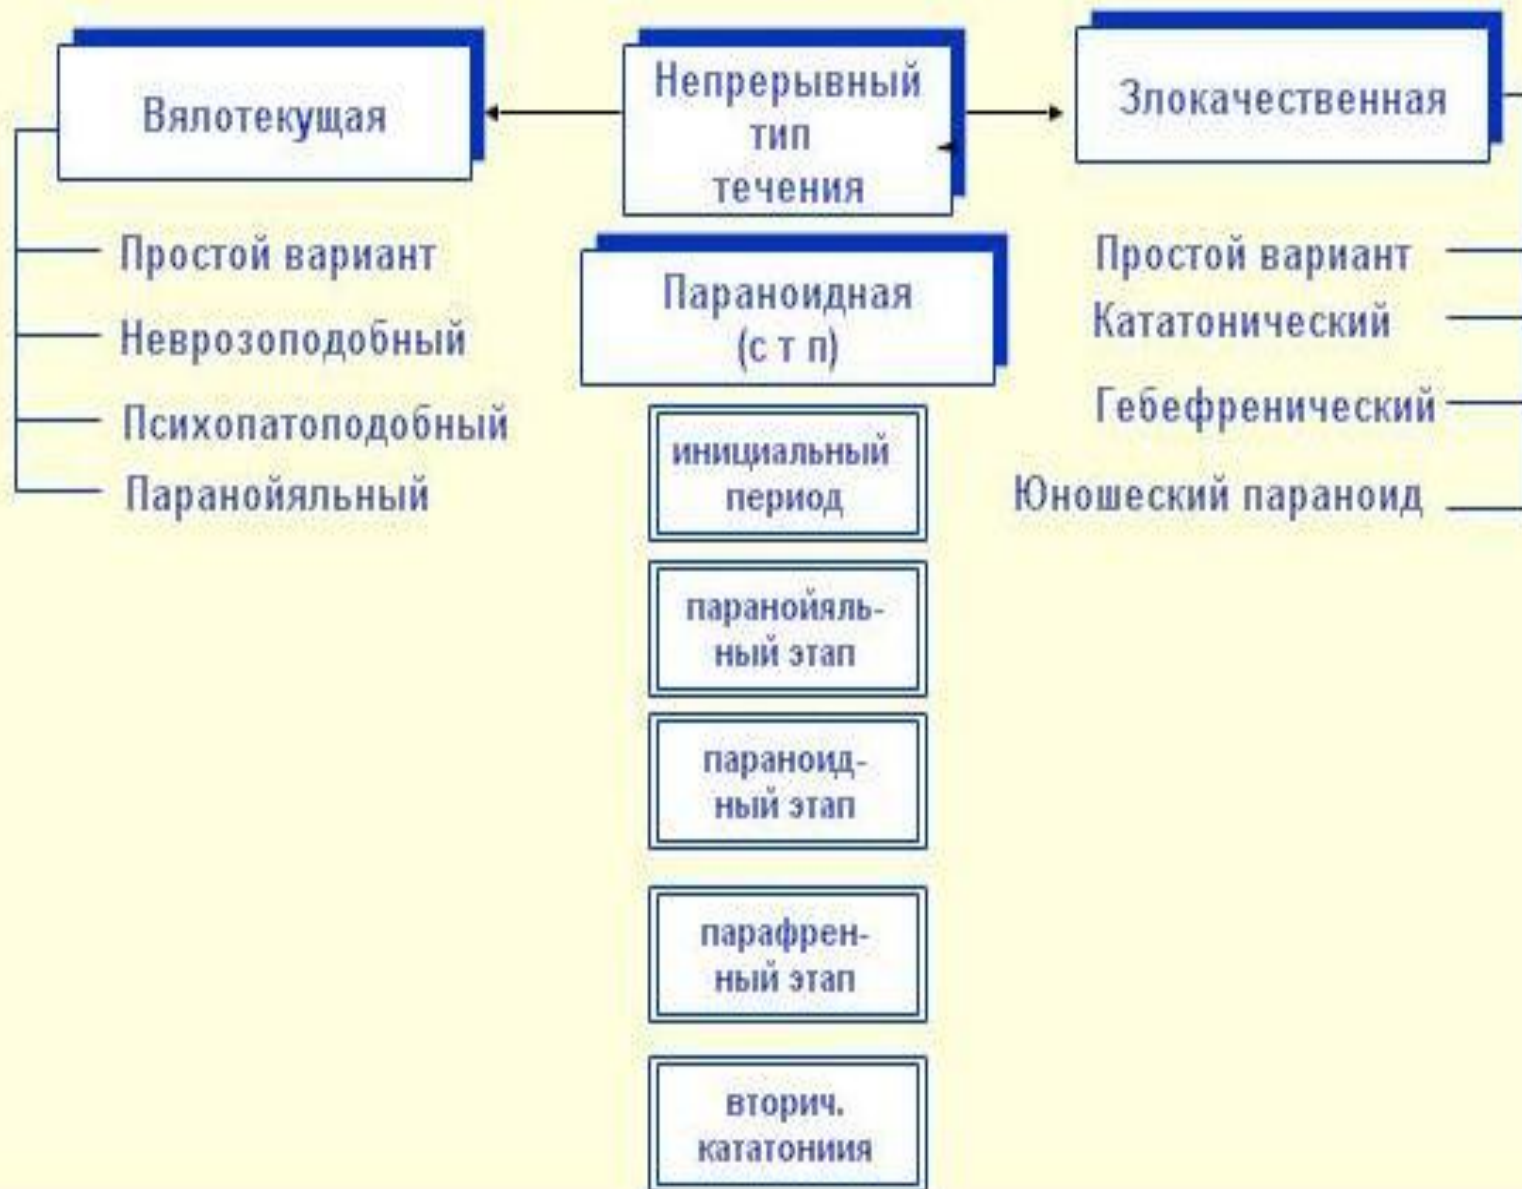 Вялотекущая
Простой вариант
Неврозоподобный
Психопатоподобный
Паранойяльный
Непрерывный
тип
течения
Параноидная
(с т п)
инициальный
период
паранойяль-
ный этап
параноид-
ный этап
парафрен-
ный этап
вторич.
кататониия
Злокачественная
Простой вариант
Кататонический
Гебефренический
Юношеский параноид